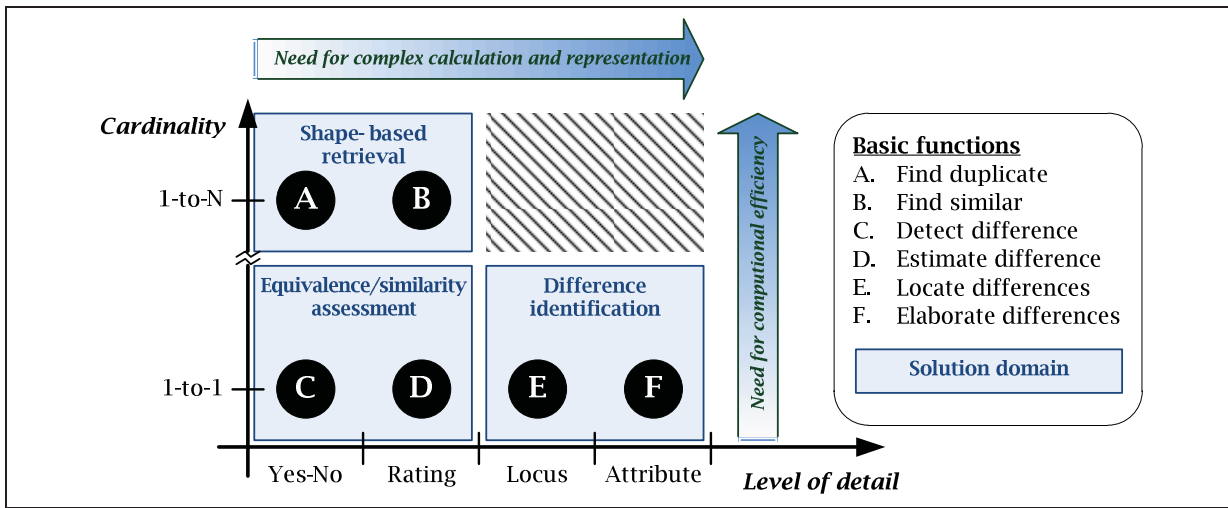 Need for complex calculation and representation
Cardinality
Shape- based
retrieval
A
B
1-to-N
Equivalence/similarity
assessment
Difference
identification
C
D
E
F
1-to-1
Need for computional efficiency
Yes-No
Rating
Locus
Attribute
Level of detail
Basic functions
A. Find duplicate
B. Find similar
C. Detect difference
D. Estimate difference
E. Locate differences
F. Elaborate differences
Solution domain